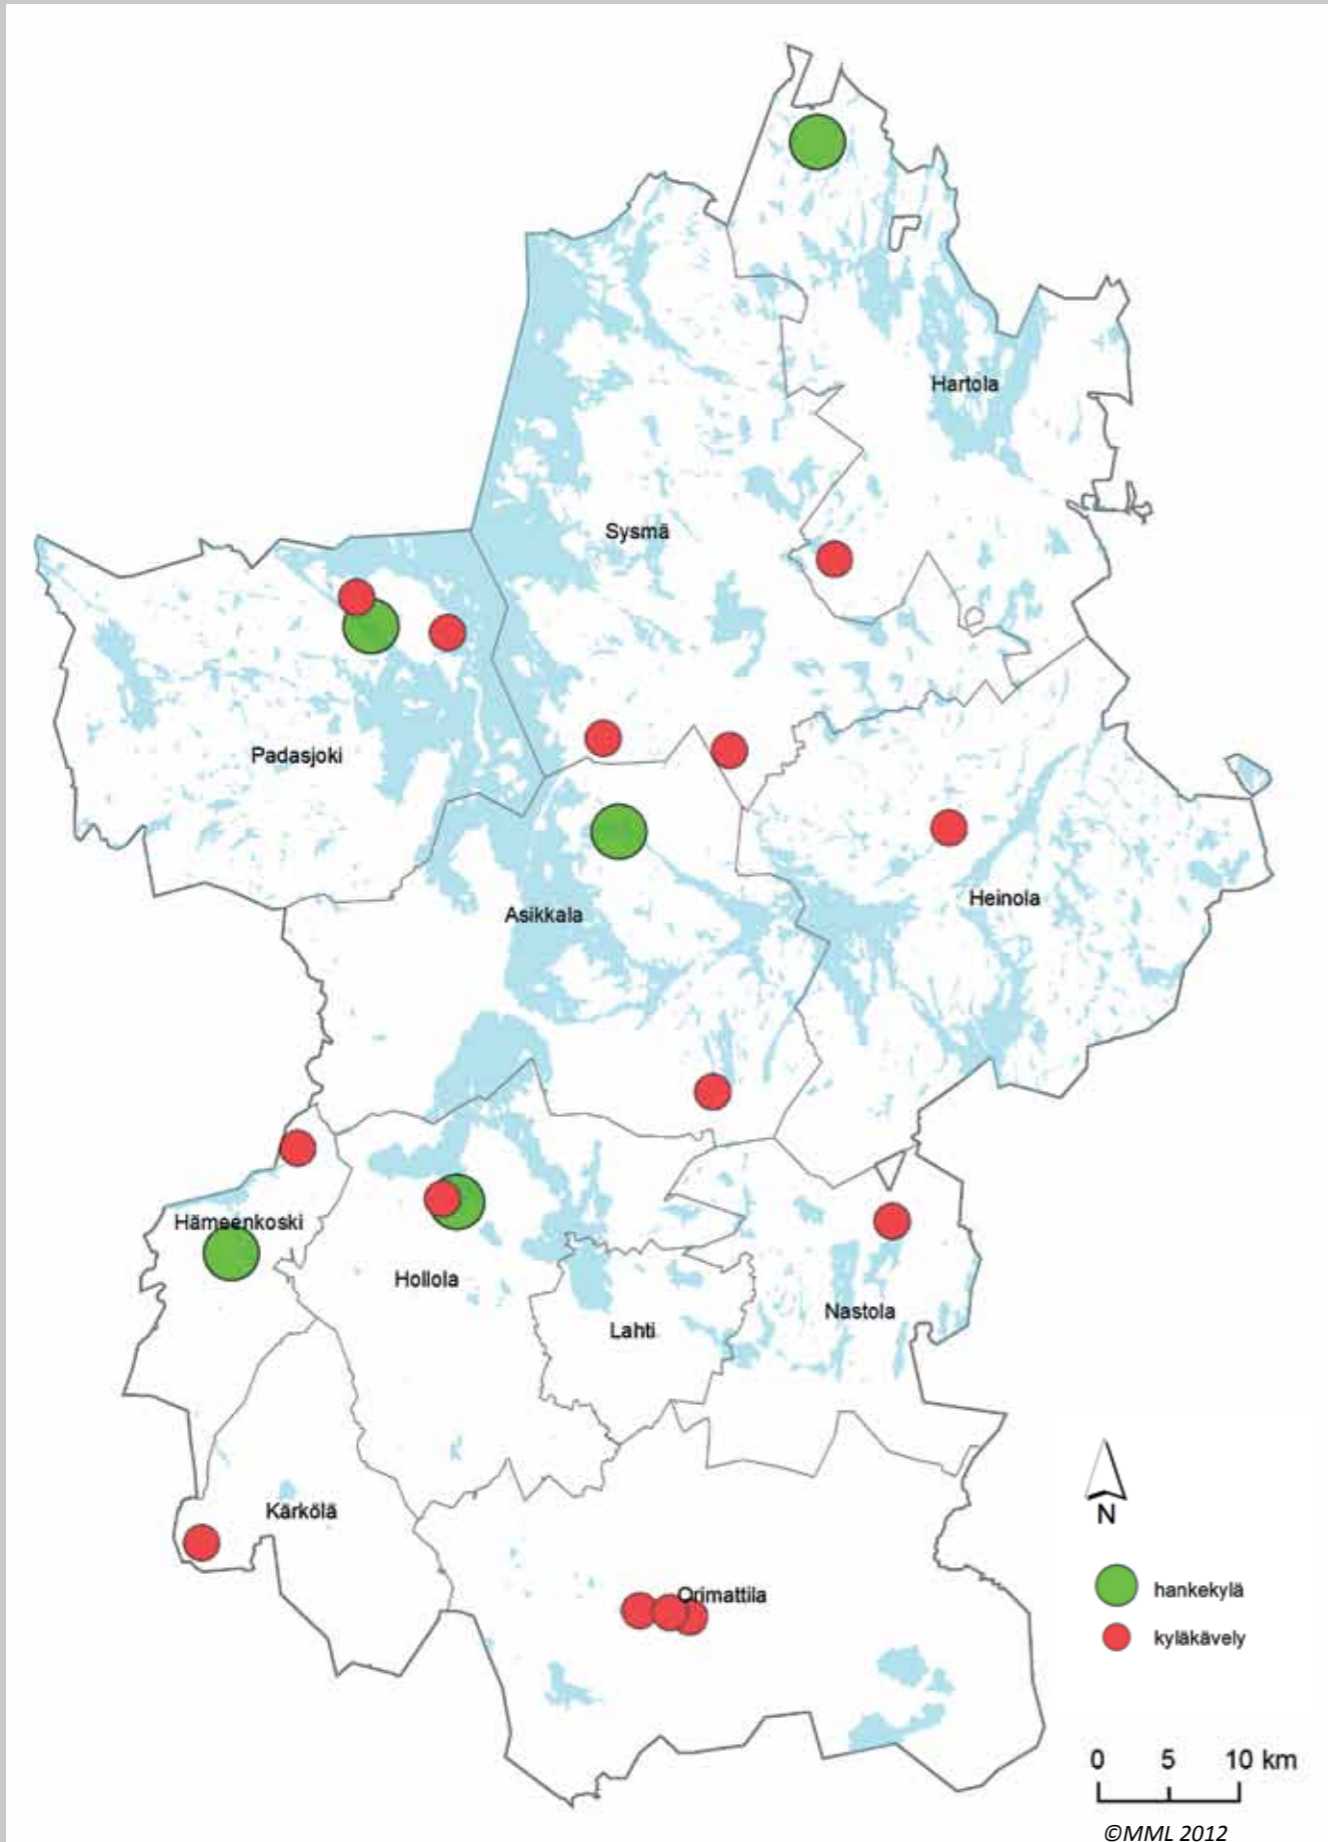 Hartola
Sysmä
Padasjoki
Heinola
Asikkala
Hämeenkoski
Hollola
Nastola
Lahti
Kärkölä
Orimattila
N
hankekylä
kyläkävely
0 5 10 km
©MML 2012